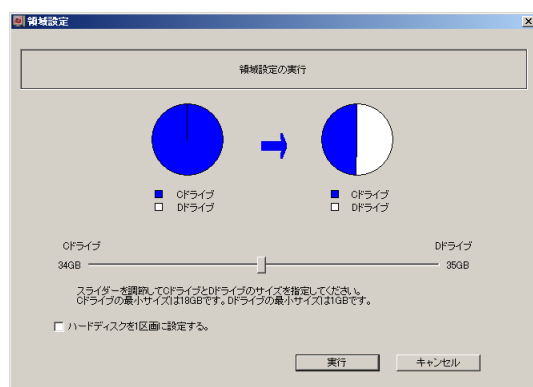 領域設定
領域設定の実行
Cドライブ
Dドライブ
Cドライブ
Dドライブ
Cドライブ
Dドライブ
34GB
35GB
スライダーを調節してCドライブとDドライブのサイズを指定してください。
Cドライブの最小サイズは18GBです。Dドライブの最小サイズは1GBです。
ハードディスクを1区画に設定する。
実行
キャンセル